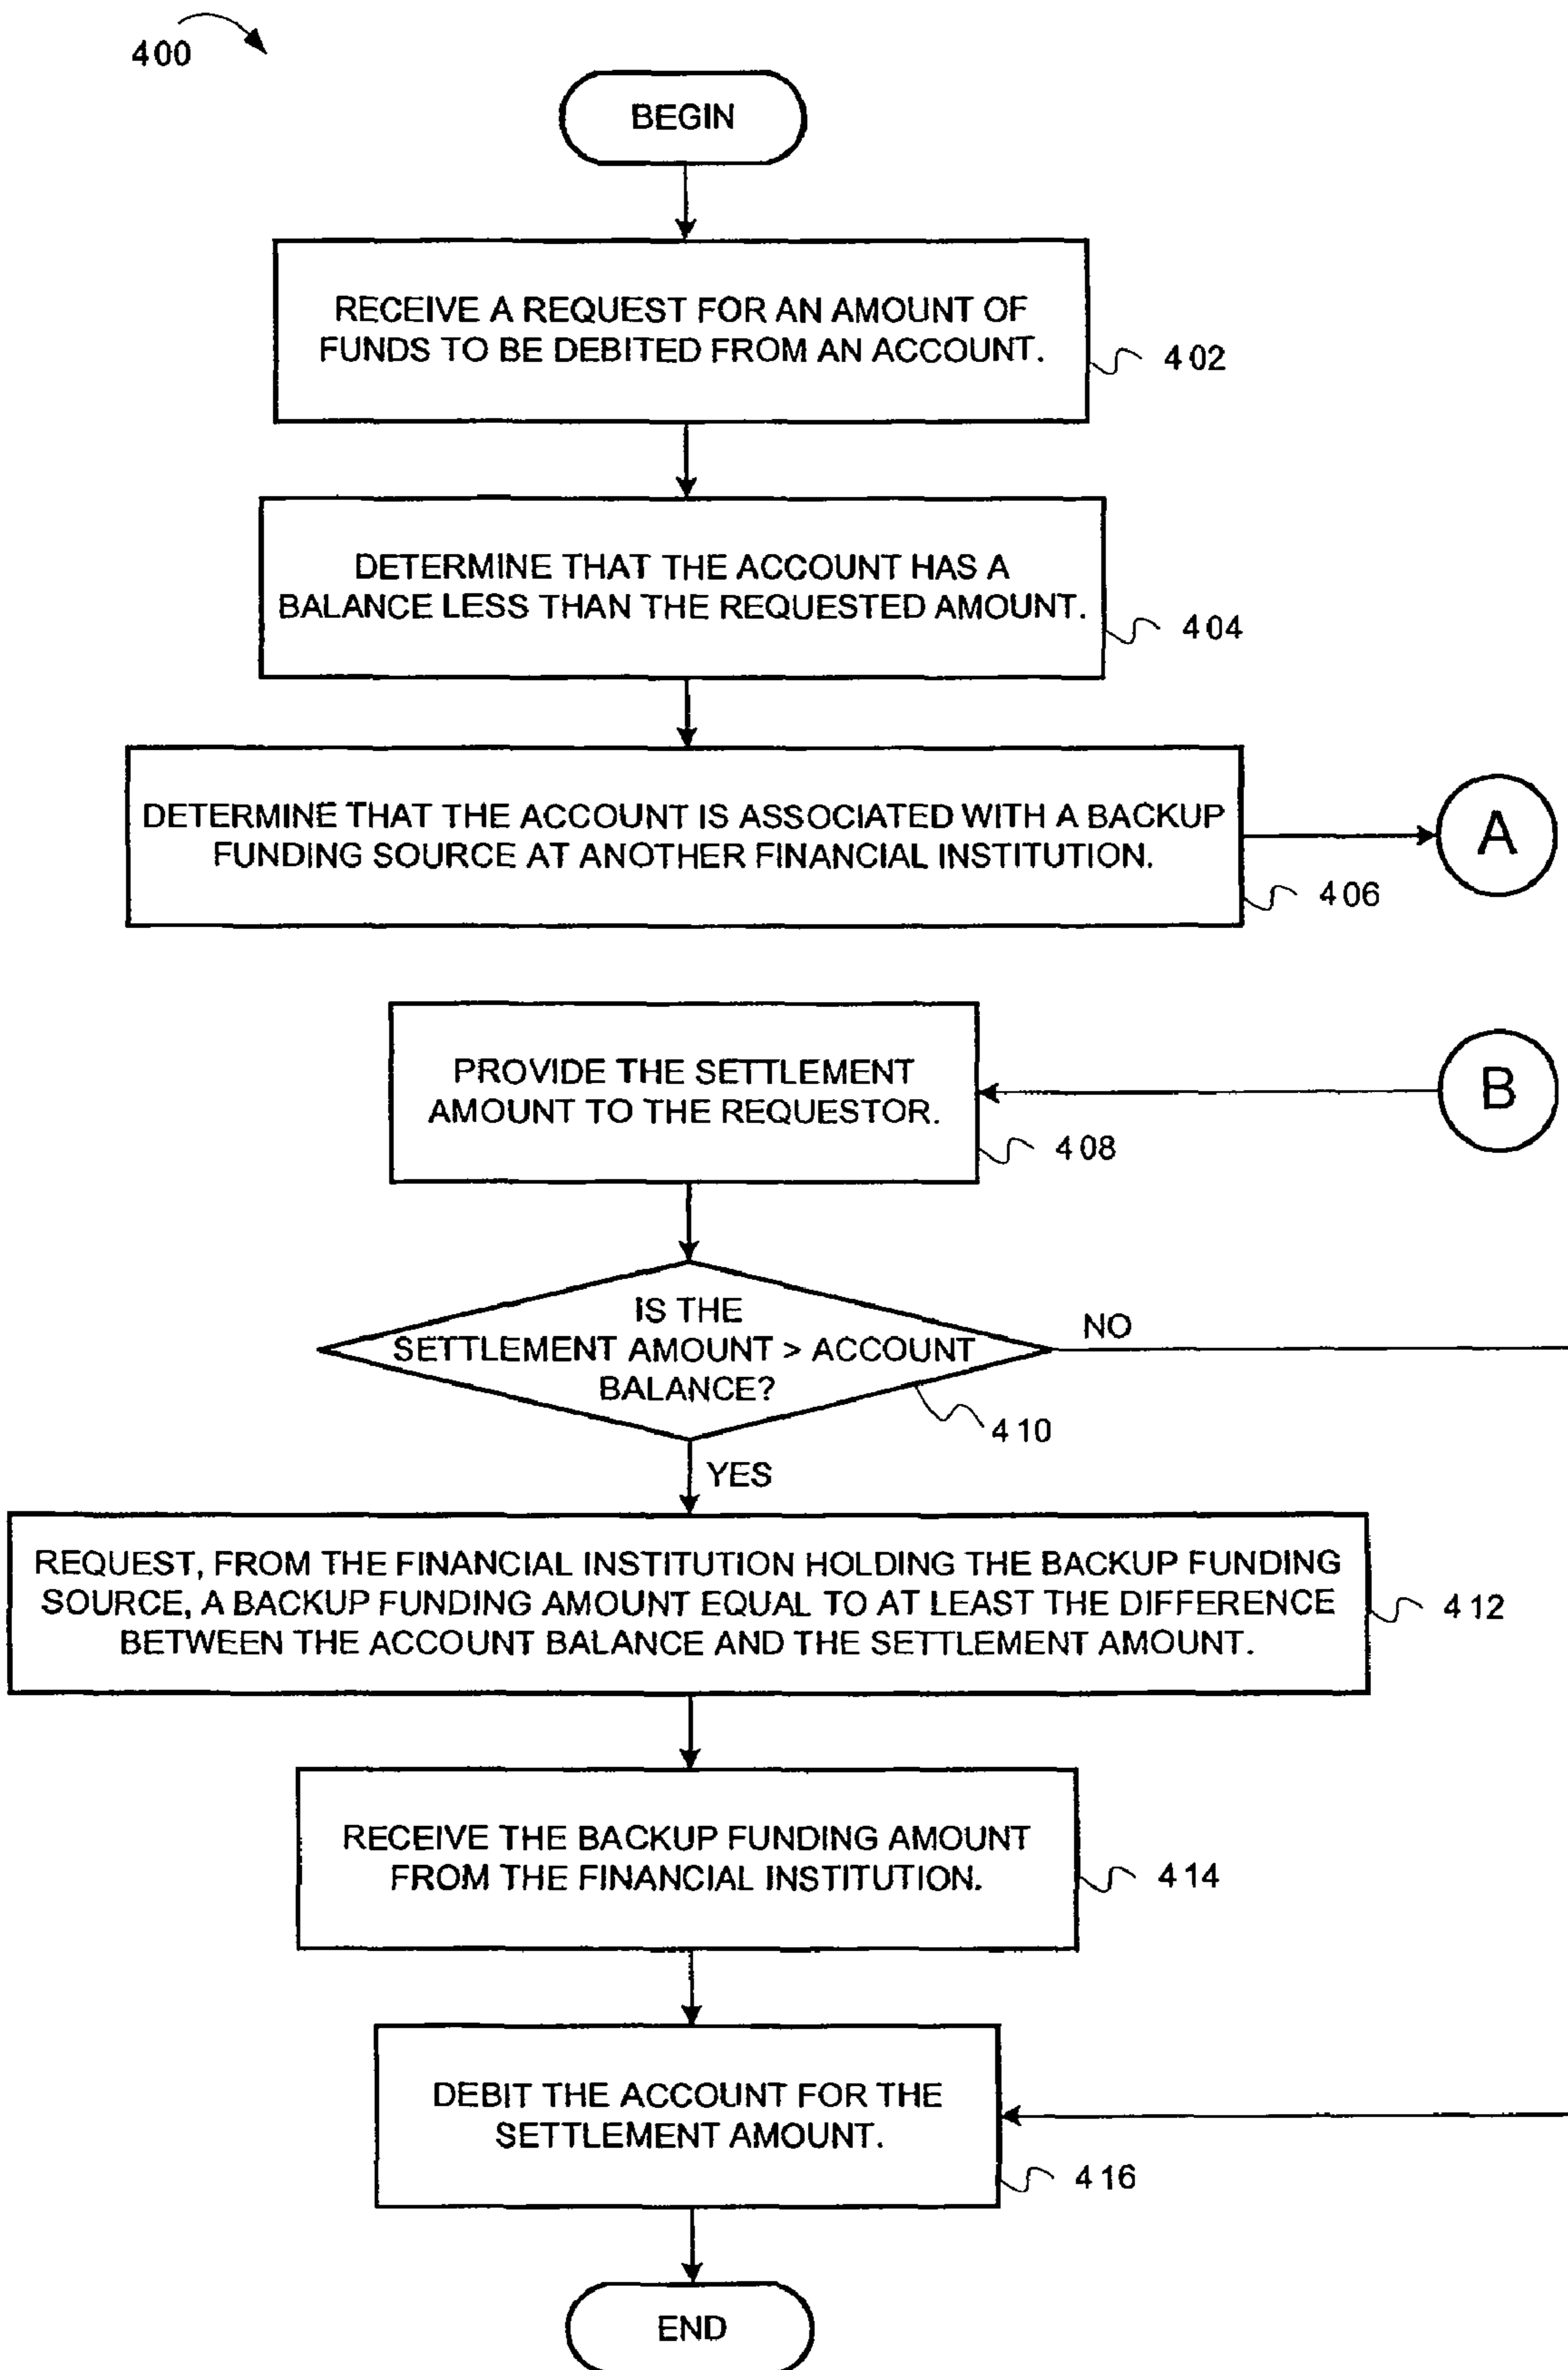 400
BEGIN
RECEIVE A REQUEST FOR AN AMOUNT OF
FUNDS TO BE DEBITED FROM AN ACCOUNT.
402
DETERMINE THAT THE ACCOUNT HAS A
BALANCE LESS THAN THE REQUESTED AMOUNT.
404
DETERMINE THAT THE ACCOUNT IS ASSOCIATED WITH A BACKUP
FUNDING SOURCE AT ANOTHER FINANCIAL INSTITUTION.
406
A
PROVIDE THE SETTLEMENT
AMOUNT TO THE REQUESTOR.
408
B
IS THE
SETTLEMENT AMOUNT > ACCOUNT
BALANCE?
410
NO
YES
REQUEST, FROM THE FINANCIAL INSTITUTION HOLDING THE BACKUP FUNDING
SOURCE, A BACKUP FUNDING AMOUNT EQUAL TO AT LEAST THE DIFFERENCE
BETWEEN THE ACCOUNT BALANCE AND THE SETTLEMENT AMOUNT.
412
RECEIVE THE BACKUP FUNDING AMOUNT
FROM THE FINANCIAL INSTITUTION.
414
DEBIT THE ACCOUNT FOR THE
SETTLEMENT AMOUNT.
416
END